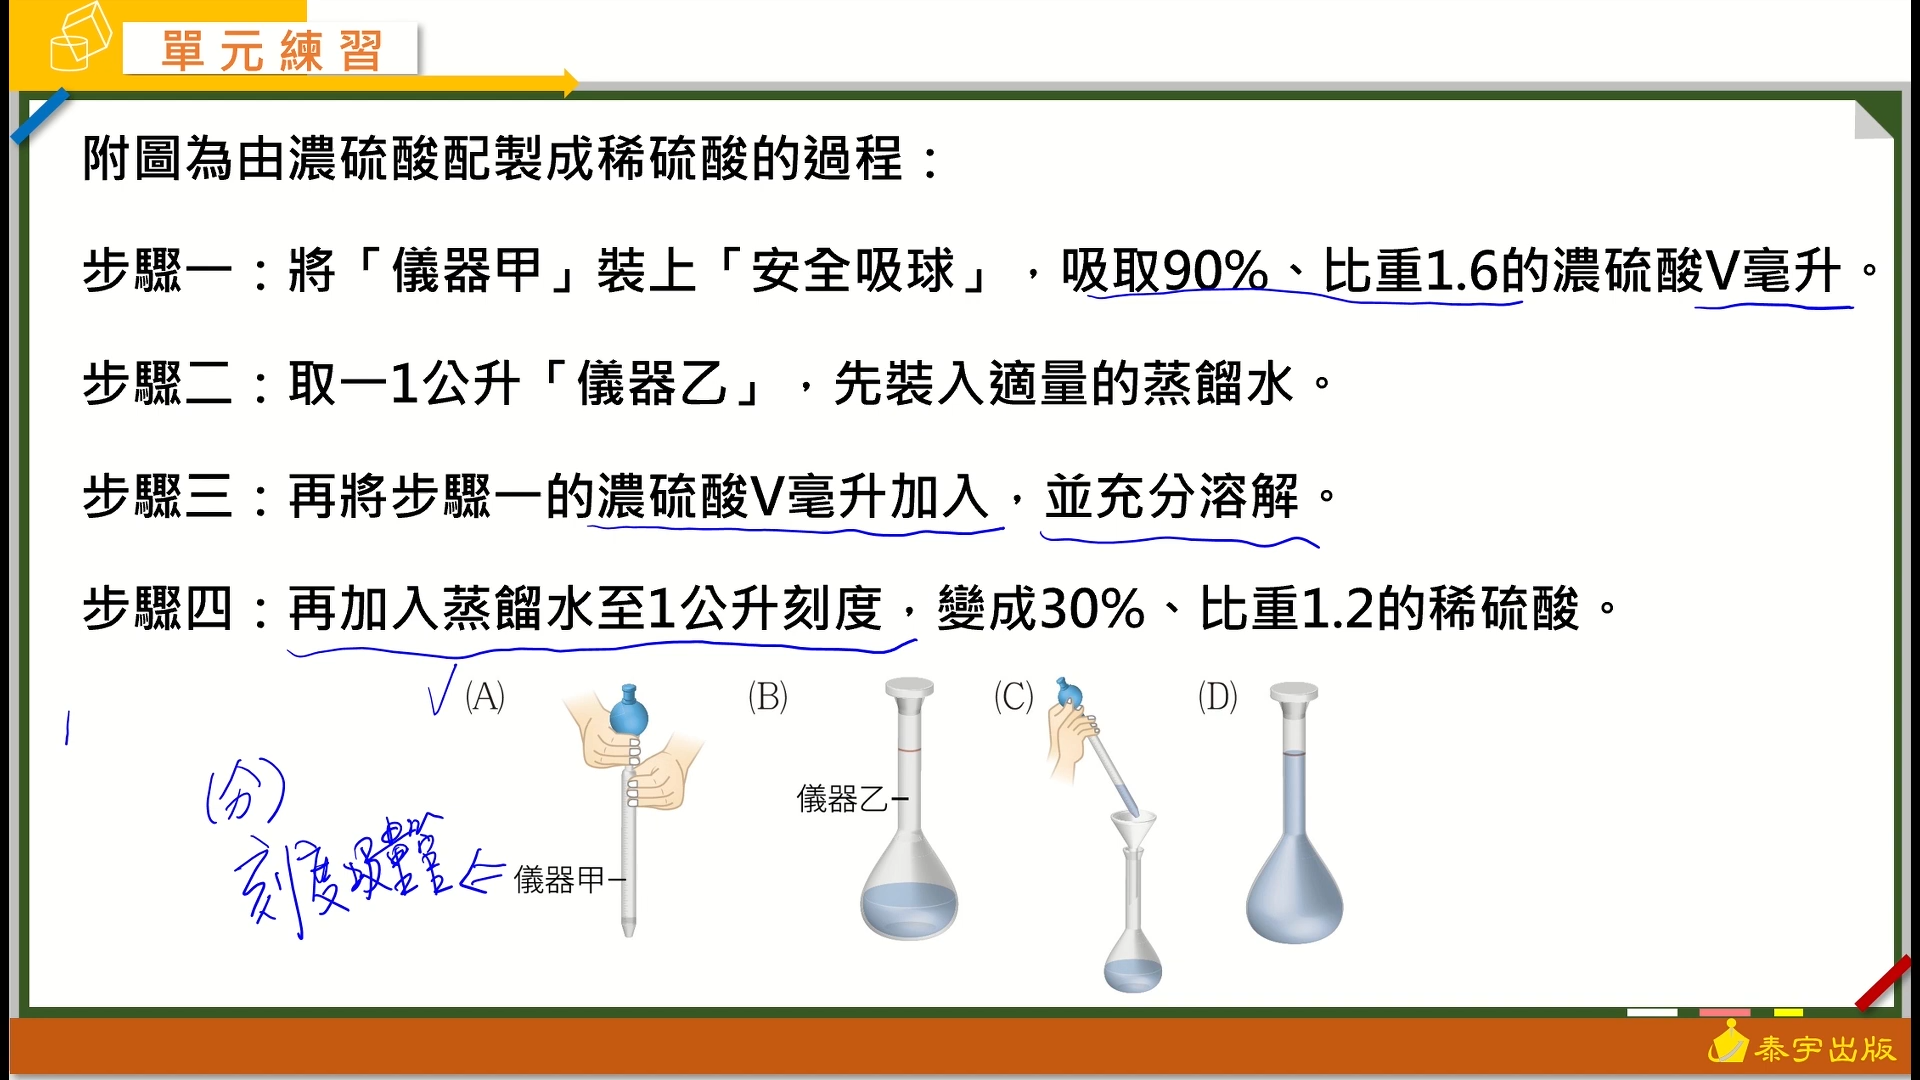 單元練習
附圖為由濃硫酸配製成稀硫酸的過程：
步驟一：將「儀器甲」裝上「安全吸球」，吸取90%、比重1.6的濃硫酸V毫升。
步驟二：取一1公升「儀器乙」，先裝入適量的蒸餾水。
步驟三：再將步驟一的濃硫酸V毫升加入，並充分溶解。
步驟四：再加入蒸餾水至1公升刻度，變成30%、比重1.2的稀硫酸。
(A)
(B)
(C)
(D)
(分)
刻度吸量管
儀器甲
儀器乙
泰宇出版